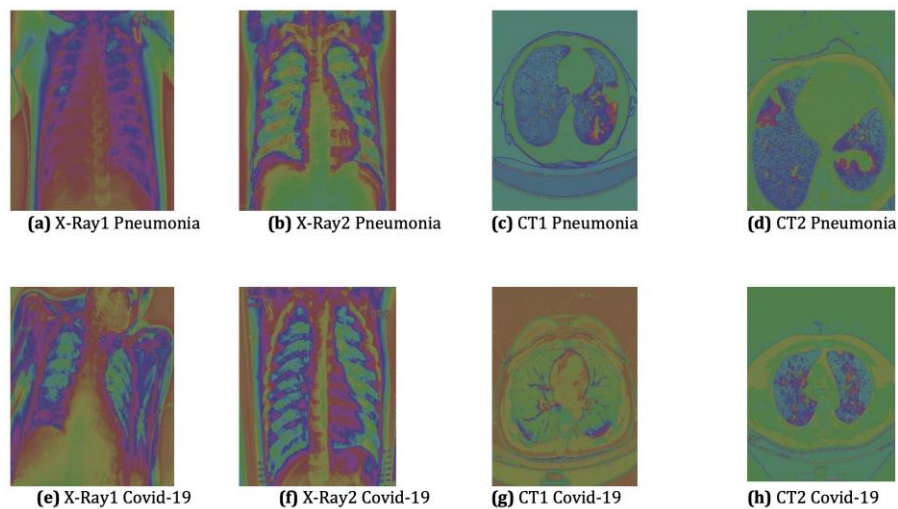 (a) X-Ray1 Pneumonia
(b) X-Ray2 Pneumonia
(c) CT1 Pneumonia
(d) CT2 Pneumonia
(e) X-Ray1 Covid-19
(f) X-Ray2 Covid-19
(g) CT1 Covid-19
(h) CT2 Covid-19